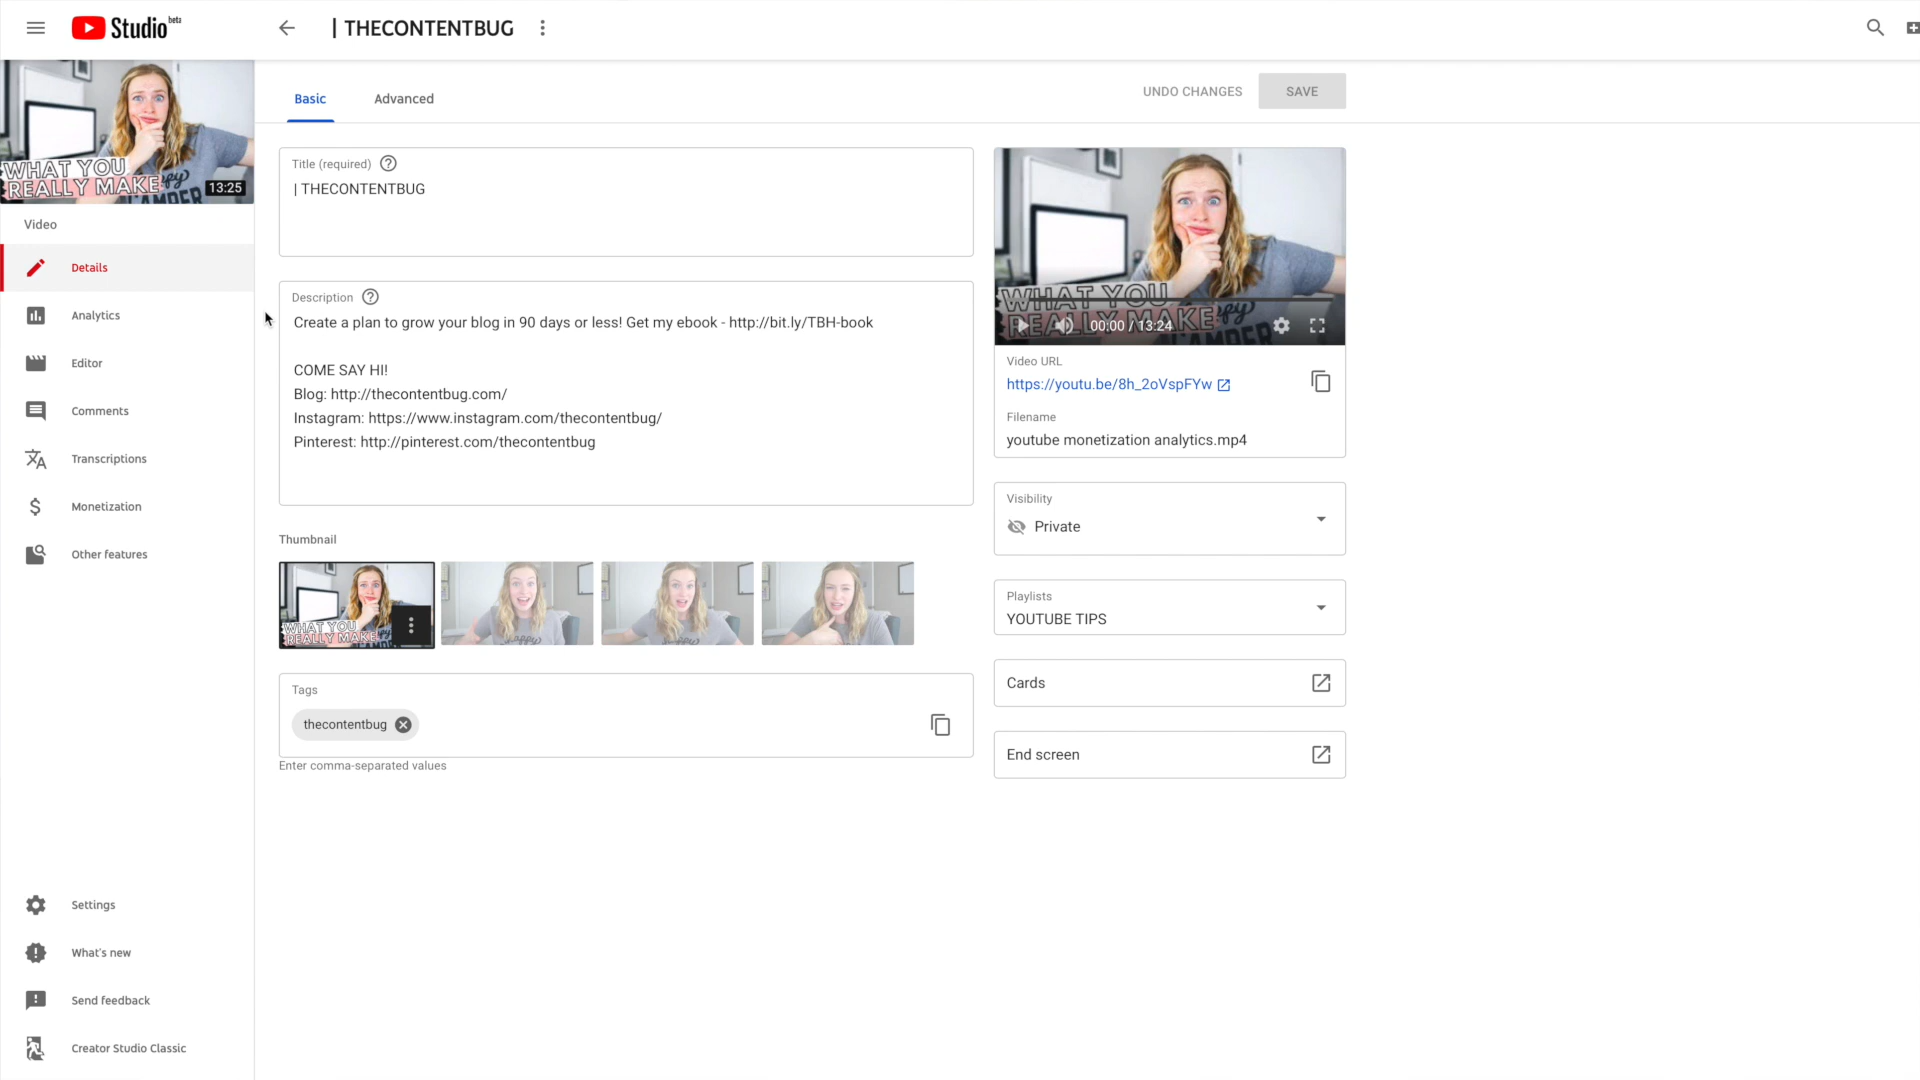 Studio beta
| THECONTENTBUG
WHAT YOU
REALLY MAKE
13:25
Video
Details
Analytics
Editor
Comments
Transcriptions
Monetization
Other features
Settings
What's new
Send feedback
Creator Studio Classic
Basic
Advanced
UNDO CHANGES
SAVE
Title (required)
| THECONTENTBUG
Description
Create a plan to grow your blog in 90 days or less! Get my ebook - http://bit.ly/TBH-book
COME SAY HI!
Blog: http://thecontentbug.com/
Instagram: https://www.instagram.com/thecontentbug/
Pinterest: http://pinterest.com/thecontentbug
Thumbnail
WHAT YOU
REALLY MAKE
Tags
thecontentbug
Enter comma-separated values
WHAT YOU
REALLY MAKE
00:00 / 13:24
Video URL
https://youtu.be/8h_2oVspFYw
Filename
youtube monetization analytics.mp4
Visibility
Private
Playlists
YOUTUBE TIPS
Cards
End screen